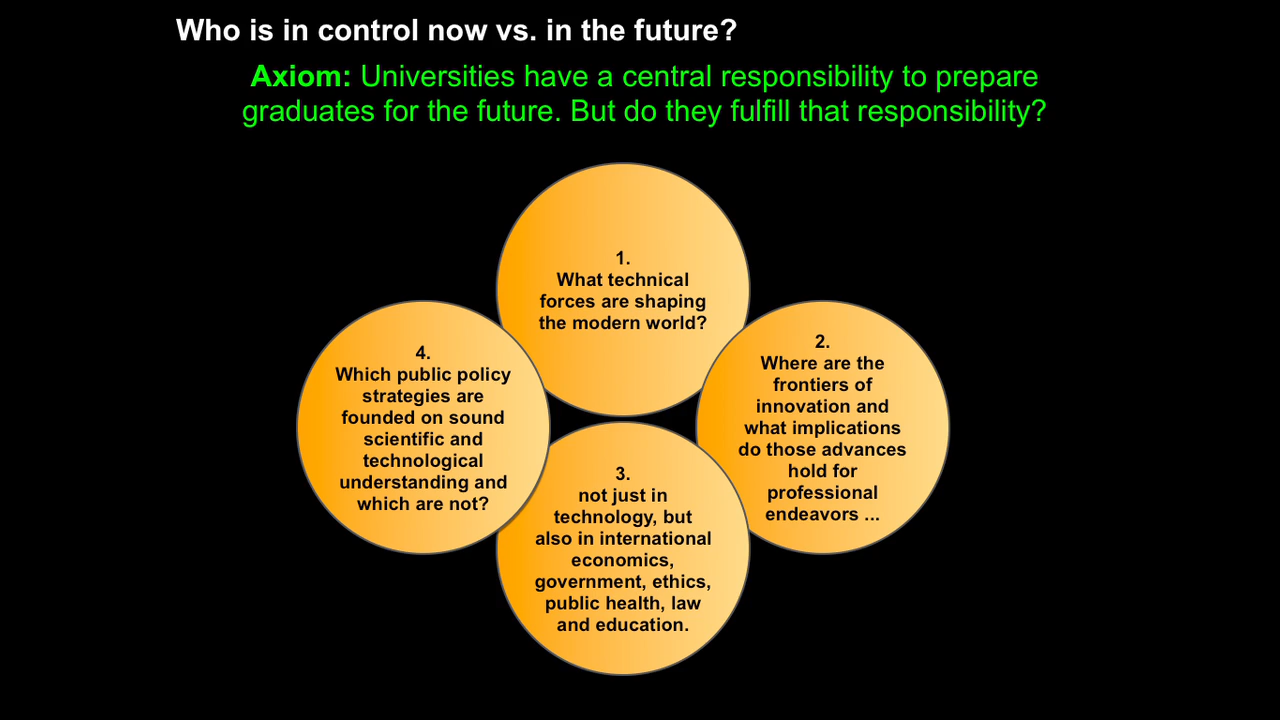 Who is in control now vs. in the future?
Axiom: Universities have a central responsibility to prepare
graduates for the future. But do they fulfill that responsibility?
1.
What technical
forces are shaping
the modern world?
2.
Where are the
frontiers of
innovation and
what implications
do those advances
hold for
professional
endeavors ...
3.
not just in
technology, but
also in international
economics,
government, ethics,
public health, law
and education.
4.
Which public policy
strategies are
founded on sound
scientific and
technological
understanding and
which are not?